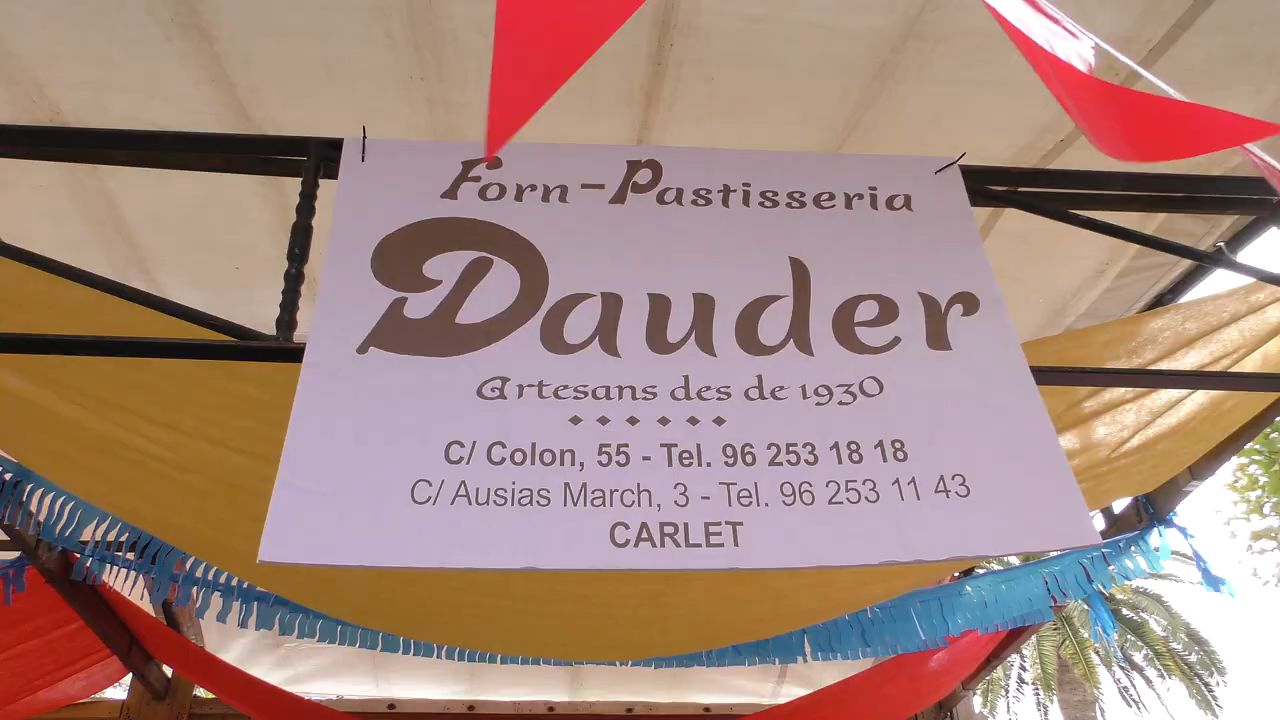 Forn-Pastisseria
Dauder
Artesans des de 1930
C/ Colon, 55 - Tel. 96 253 18 18
C/ Ausias March, 3 - Tel. 96 253 11 43
CARLET